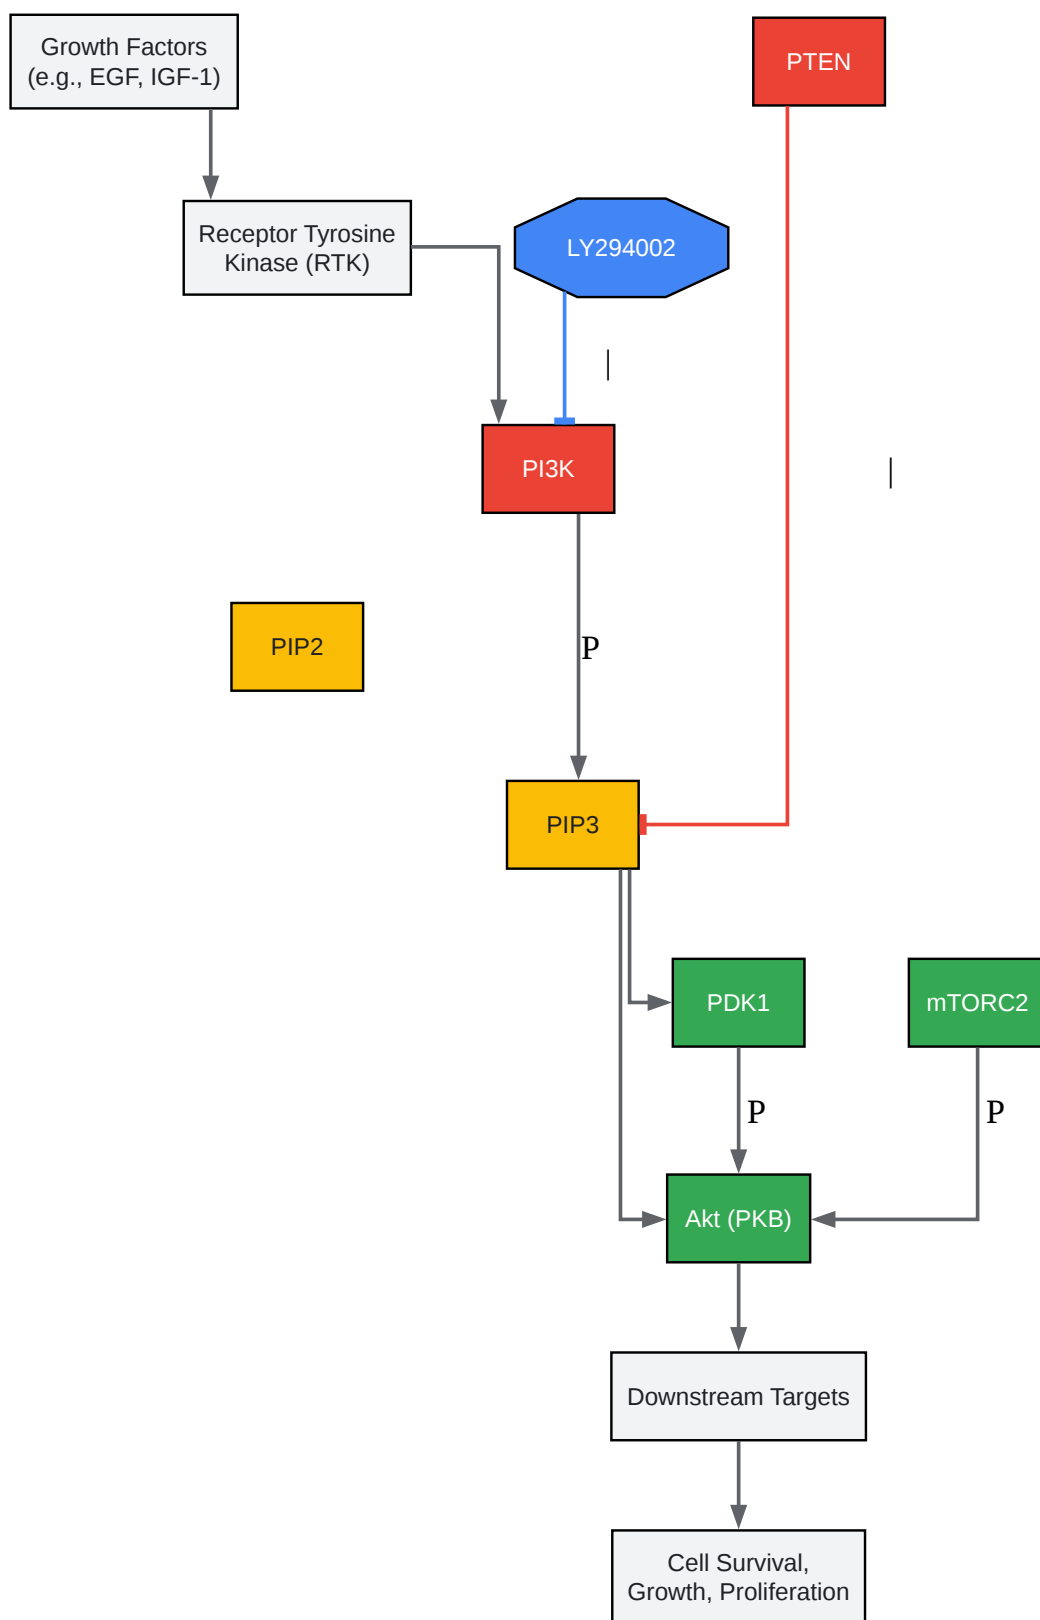 Growth Factors
(e.g., EGF, IGF-1)
PTEN
Receptor Tyrosine
Kinase (RTK)
LY294002
|
PI3K
|
PIP2
P
PIP3
PDK1
mTORC2
P
P
Akt (PKB)
Downstream Targets
Cell Survival,
Growth, Proliferation